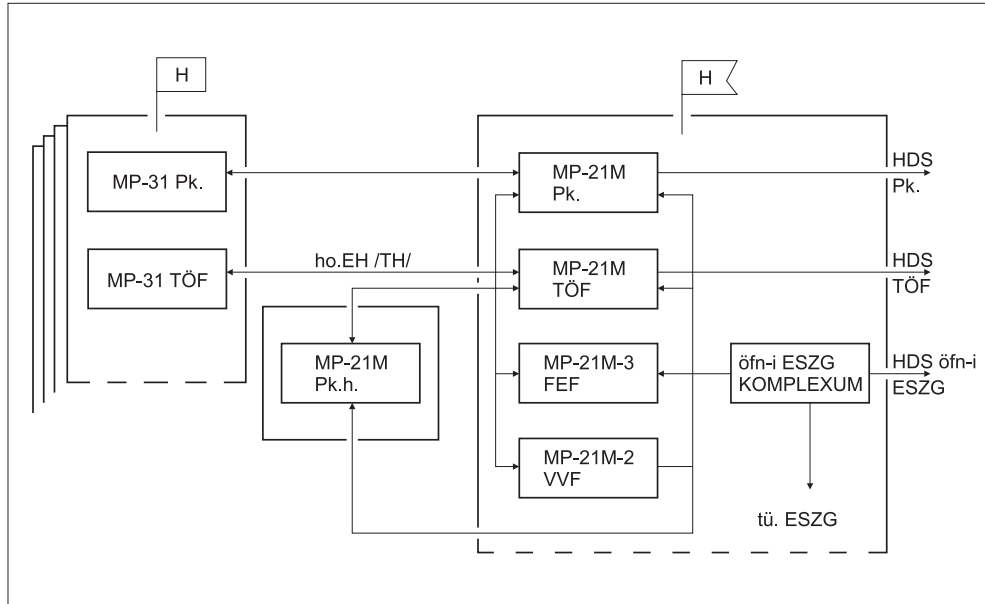 H
H
MP-31 Pk.
MP-21M
Pk.
HDS
Pk.
MP-31 TÖF
ho.EH /TH/
MP-21M
TÖF
HDS
TÖF
MP-21M
Pk.h.
MP-21M-3
FEF
öfn-i ESZG
KOMPLEXUM
HDS öfn-i
ESZG
MP-21M-2
VVF
tü. ESZG